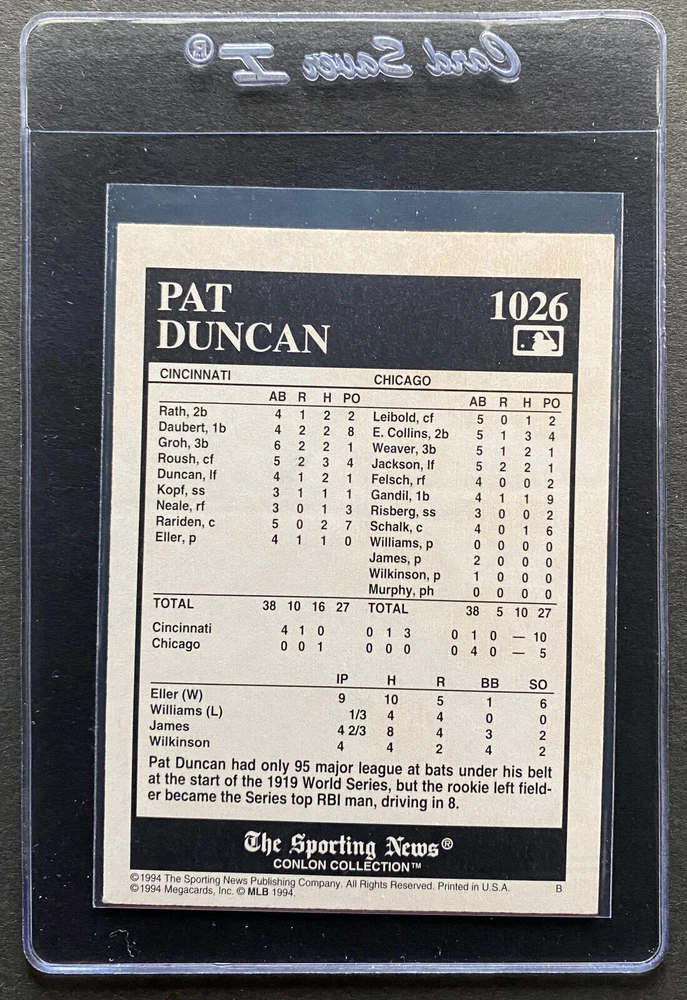 Card Saver I®
PAT 1026
DUNCAN
CINCINNATI CHICAGO
AB R H PO AB R H PO
Rath, 2b 4 1 2 2 Leibold, cf 5 0 1 2
Daubert, 1b 4 2 2 8 E. Collins, 2b 5 1 3 4
Groh, 3b 6 2 2 1 Weaver, 3b 5 1 2 1
Roush, cf 5 2 3 4 Jackson, lf 5 2 2 1
Duncan, lf 4 1 2 1 Felsch, rf 4 0 0 2
Kopf, ss 3 1 1 1 Gandil, 1b 4 1 1 9
Neale, rf 3 0 1 3 Risberg, ss 3 0 0 2
Rariden, c 5 0 2 7 Schalk, c 4 0 1 6
Eller, p 4 1 1 0 Williams, p 0 0 0 0
James, p 2 0 0 0
Wilkinson, p 1 0 0 0
Murphy, ph 0 0 0 0
TOTAL 38 10 16 27 TOTAL 38 5 10 27
Cincinnati 4 1 0 0 1 3 0 1 0 — 10
Chicago 0 0 1 0 0 0 0 4 0 — 5
IP H R BB SO
Eller (W) 9 10 5 1 6
Williams (L) 1/3 4 4 0 0
James 4 2/3 8 4 3 2
Wilkinson 4 4 2 4 2
Pat Duncan had only 95 major league at bats under his belt
at the start of the 1919 World Series, but the rookie left field-
er became the Series top RBI man, driving in 8.
The Sporting News®
CONLON COLLECTION™
©1994 The Sporting News Publishing Company. All Rights Reserved. Printed in U.S.A. B
©1994 Megacards, Inc. © MLB 1994.